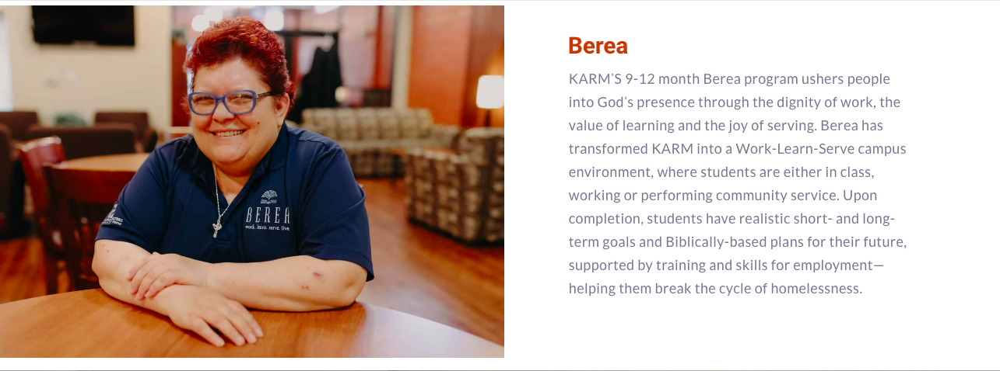 Berea
KARM’S 9-12 month Berea program ushers people
into God’s presence through the dignity of work, the
value of learning and the joy of serving. Berea has
transformed KARM into a Work-Learn-Serve campus
environment, where students are either in class,
working or performing community service. Upon
completion, students have realistic short- and long-
term goals and Biblically-based plans for their future,
supported by training and skills for employment—
helping them break the cycle of homelessness.
BEREA
work. learn. serve. live.